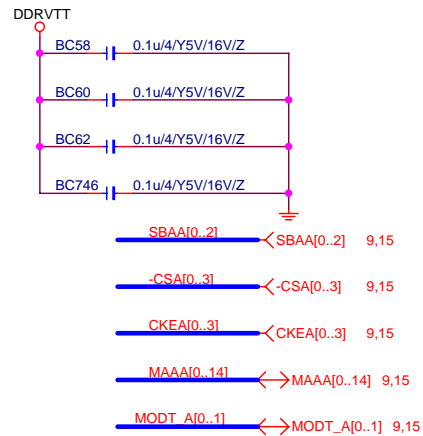 DDRVTT
BC58 0.1u/4/Y5V/16V/Z
BC60 0.1u/4/Y5V/16V/Z
BC62 0.1u/4/Y5V/16V/Z
BC746 0.1u/4/Y5V/16V/Z
SBAA[0..2] SBAA[0..2] 9,15
-CSA[0..3] -CSA[0..3] 9,15
CKEA[0..3] CKEA[0..3] 9,15
MAAA[0..14] MAAA[0..14] 9,15
MODT_A[0..1] MODT_A[0..1] 9,15